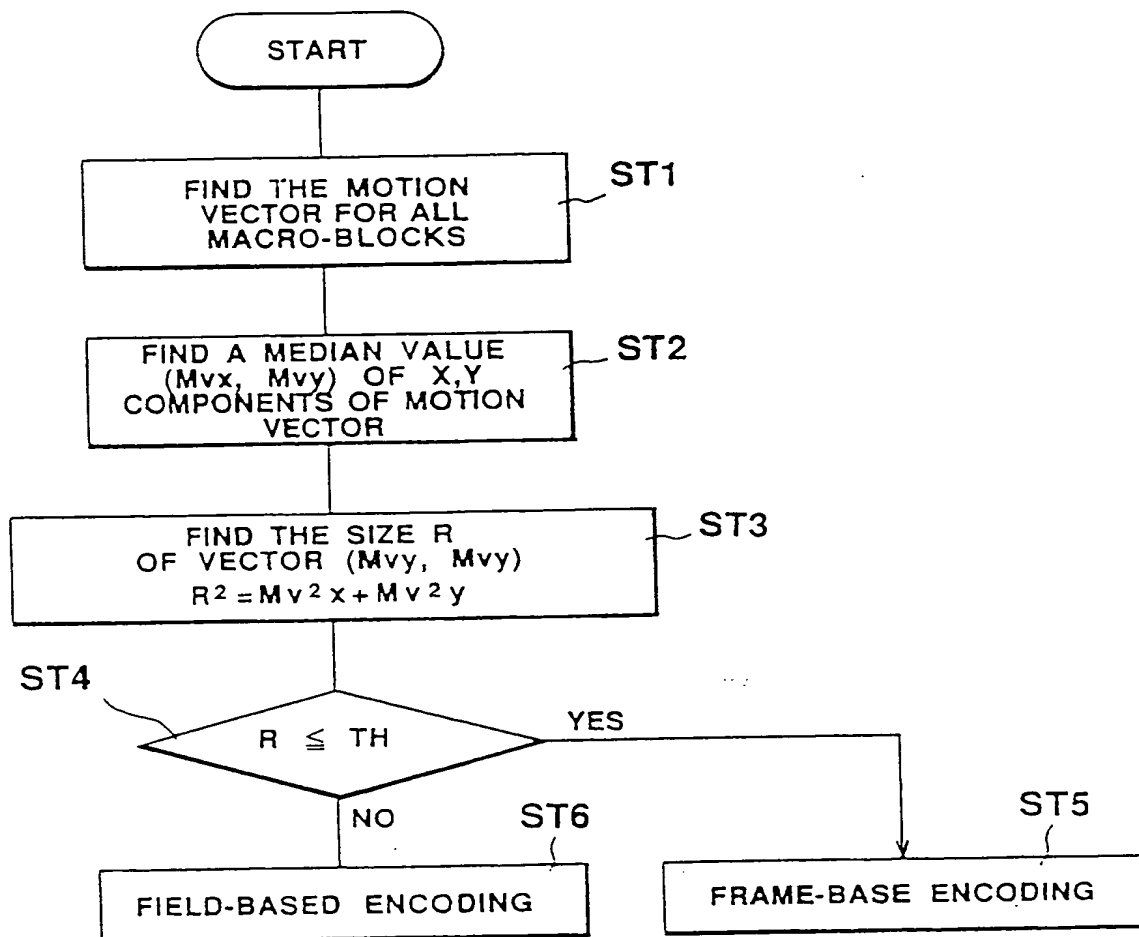 START
FIND THE MOTION
VECTOR FOR ALL
MACRO-BLOCKS
ST1
FIND A MEDIAN VALUE
(Mvx, Mvy) OF X,Y
COMPONENTS OF MOTION
VECTOR
ST2
FIND THE SIZE R
OF VECTOR (Mvy, Mvy)
R² = Mv²x + Mv²y
ST3
ST4
R ≦ TH
YES
NO
ST6
FIELD-BASED ENCODING
ST5
FRAME-BASE ENCODING